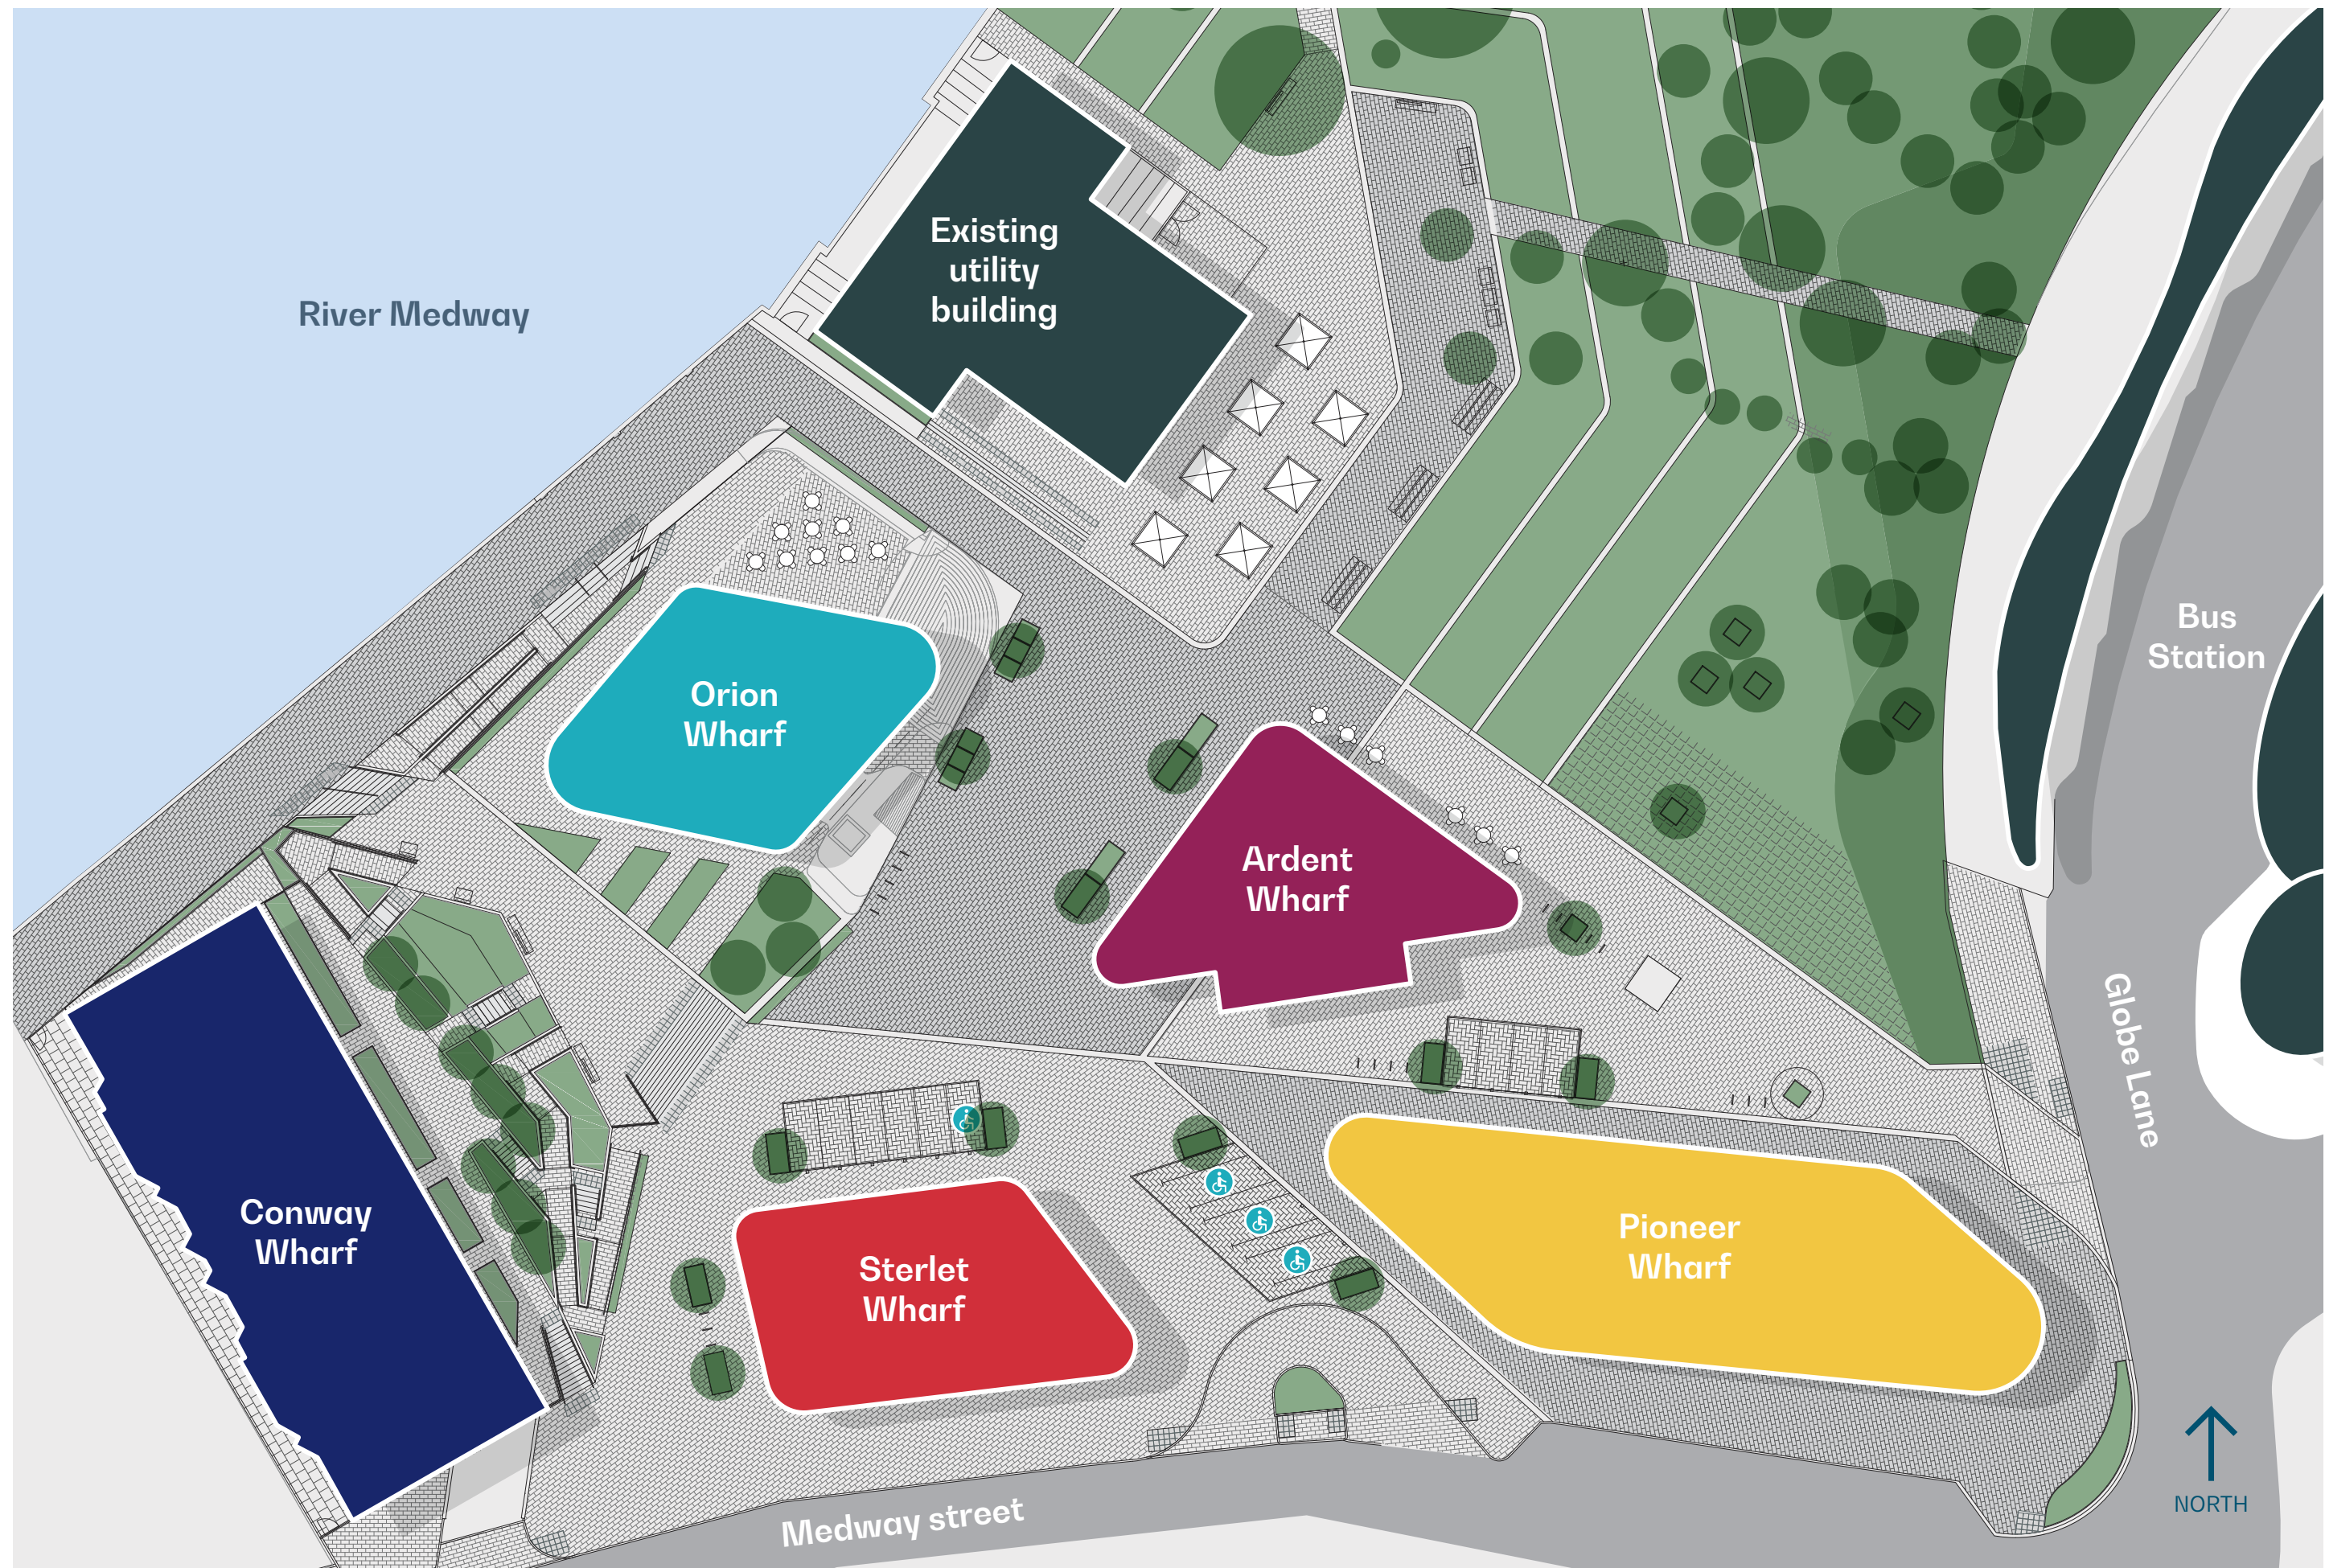 Existing
utility
building
River Medway
Bus
Station
Orion
Wharf
Ardent
Wharf
Globe Lane
Conway
Wharf
Sterlet
Wharf
Pioneer
Wharf
Medway street
NORTH